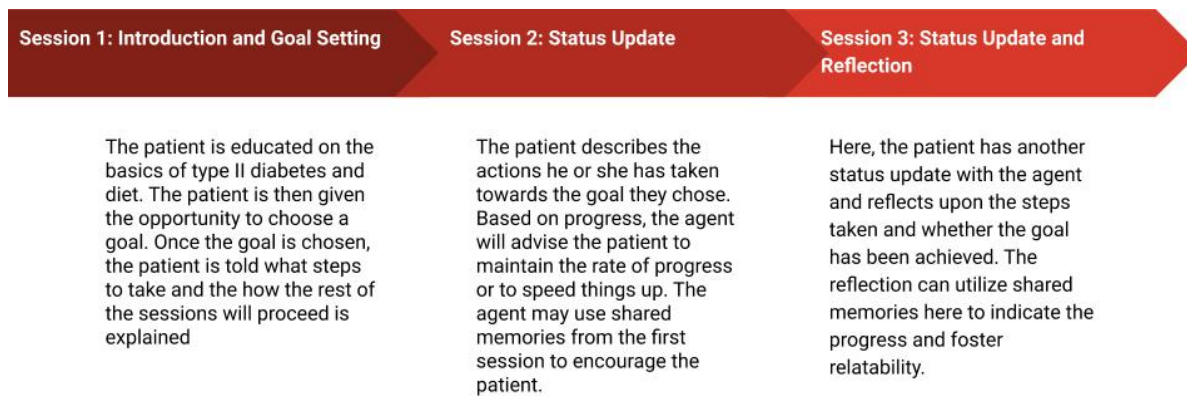 Session 1: Introduction and Goal Setting
Session 2: Status Update
Session 3: Status Update and
Reflection
The patient is educated on the
basics of type II diabetes and
diet. The patient is then given
the opportunity to choose a
goal. Once the goal is chosen,
the patient is told what steps
to take and the how the rest of
the sessions will proceed is
explained
The patient describes the
actions he or she has taken
towards the goal they chose.
Based on progress, the agent
will advise the patient to
maintain the rate of progress
or to speed things up. The
agent may use shared
memories from the first
session to encourage the
patient.
Here, the patient has another
status update with the agent
and reflects upon the steps
taken and whether the goal
has been achieved. The
reflection can utilize shared
memories here to indicate the
progress and foster
relatability.